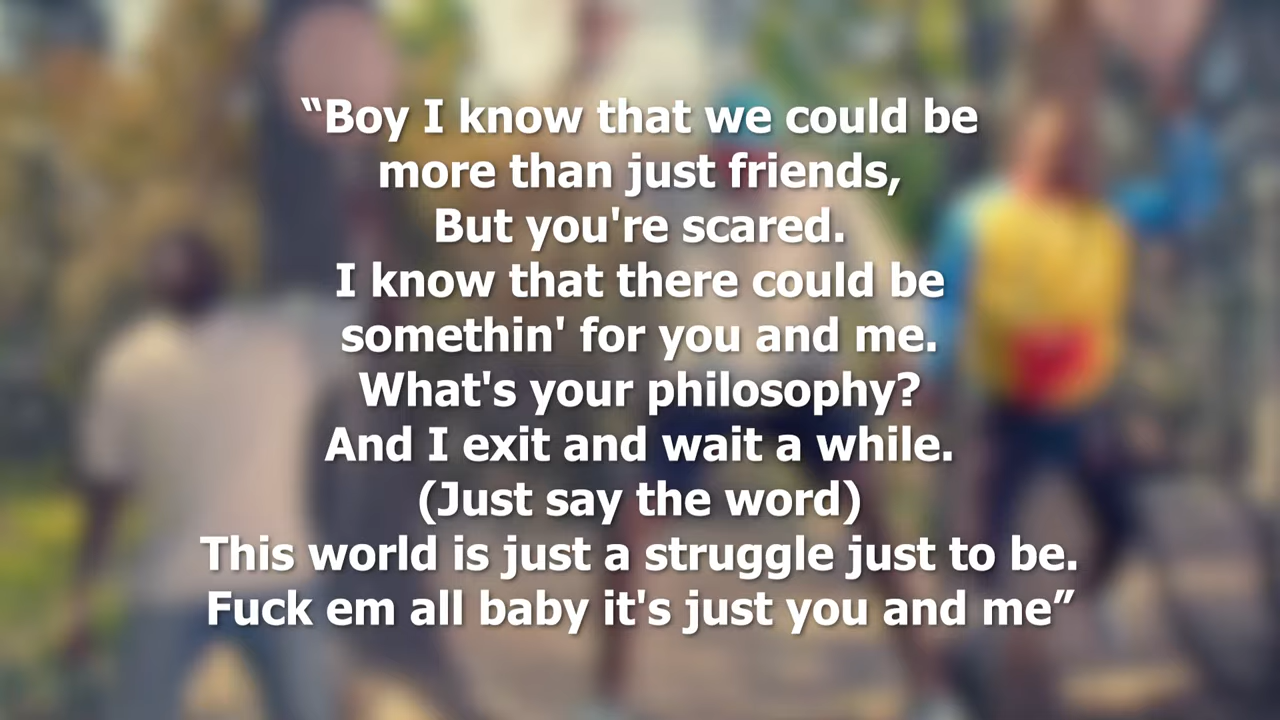 “Boy I know that we could be
more than just friends,
But you're scared.
I know that there could be
somethin' for you and me.
What's your philosophy?
And I exit and wait a while.
(Just say the word)
This world is just a struggle just to be.
Fuck em all baby it's just you and me”